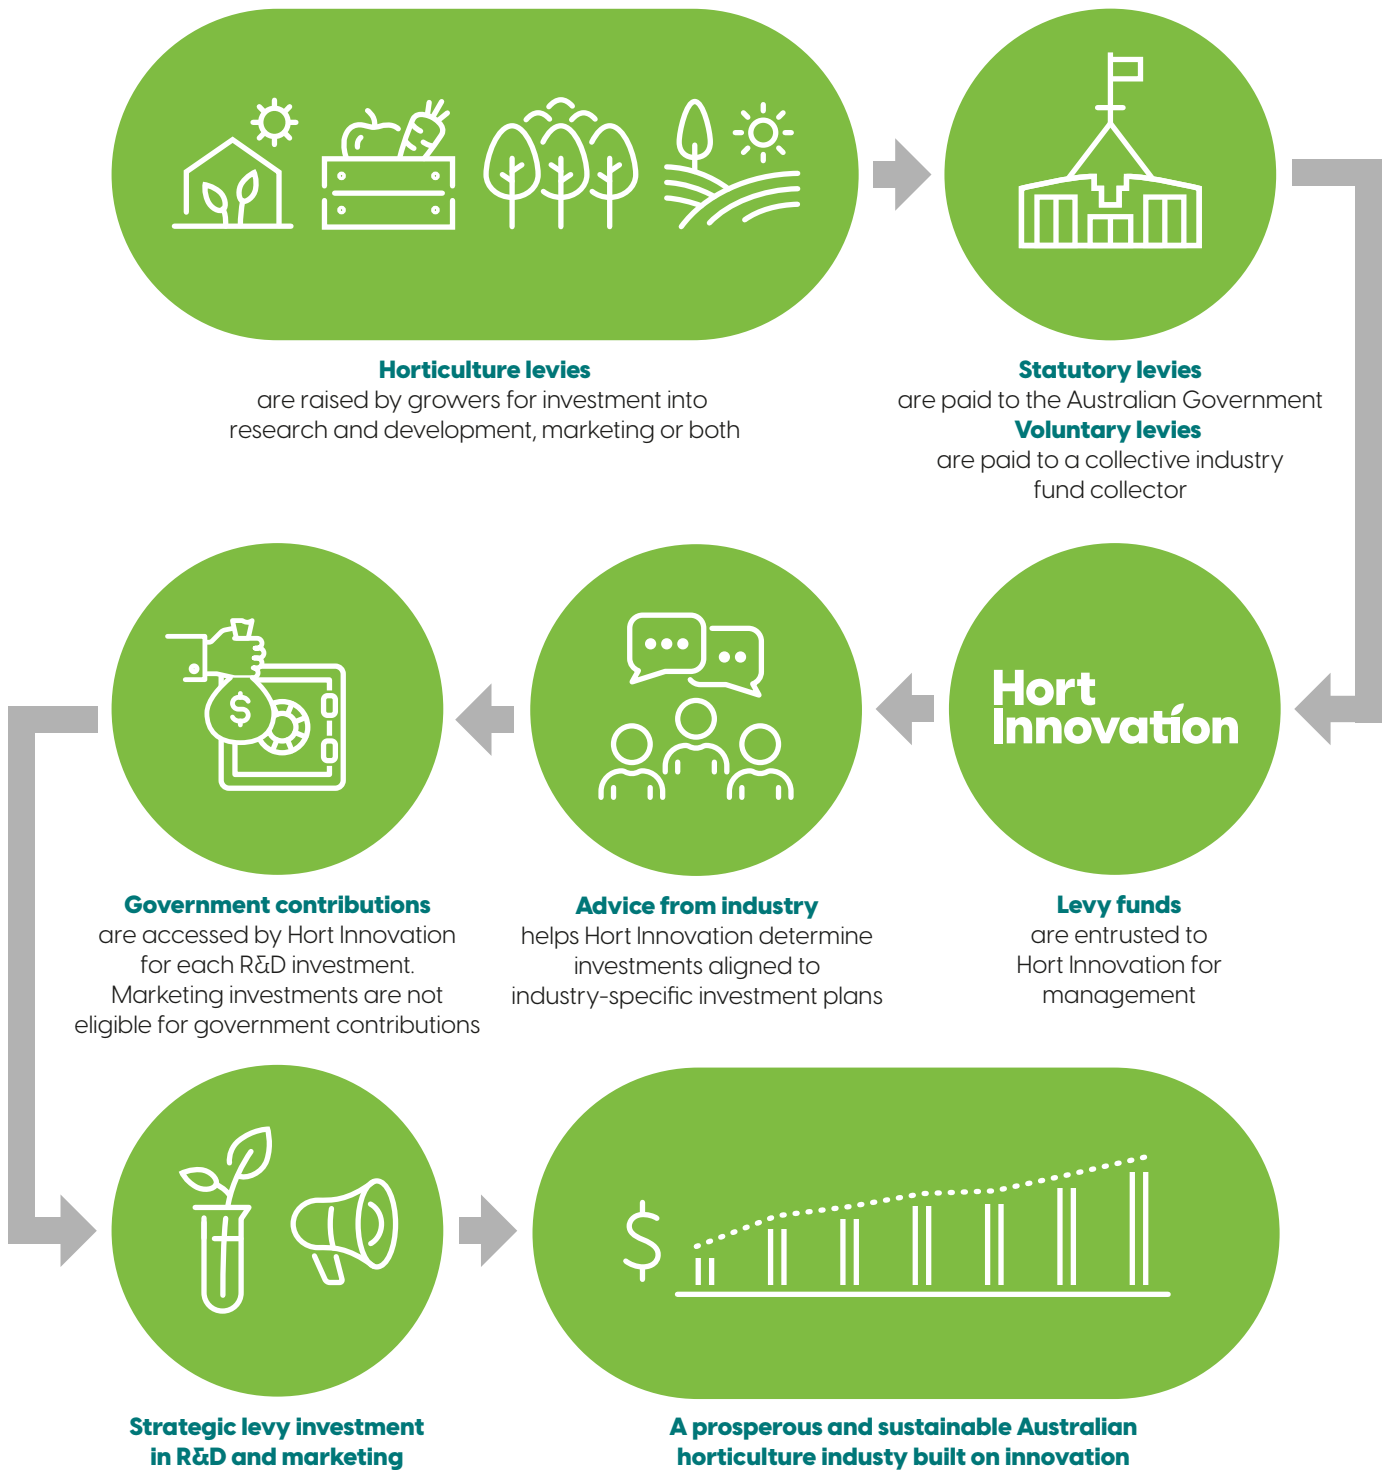 Horticulture levies
are raised by growers for investment into
research and development, marketing or both
Statutory levies
are paid to the Australian Government
Voluntary levies
are paid to a collective industry
fund collector
$
Hort
Innovation
Government contributions
are accessed by Hort Innovation
for each R&D investment.
Marketing investments are not
eligible for government contributions
Advice from industry
helps Hort Innovation determine
investments aligned to
industry-specific investment plans
Levy funds
are entrusted to
Hort Innovation for
management
$
Strategic levy investment
in R&D and marketing
A prosperous and sustainable Australian
horticulture industy built on innovation